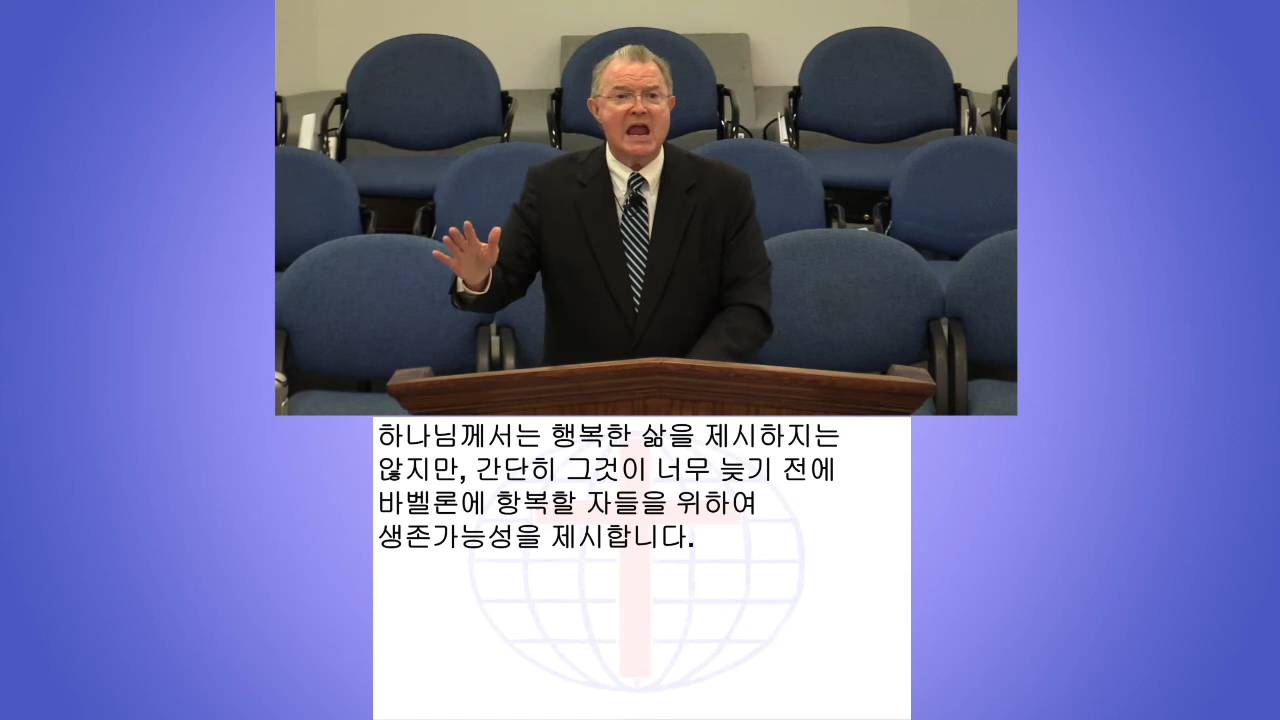 하나님께서는 행복한 삶을 제시하지는
않지만, 간단히 그것이 너무 늦기 전에
바벨론에 항복할 자들을 위하여
생존가능성을 제시합니다.